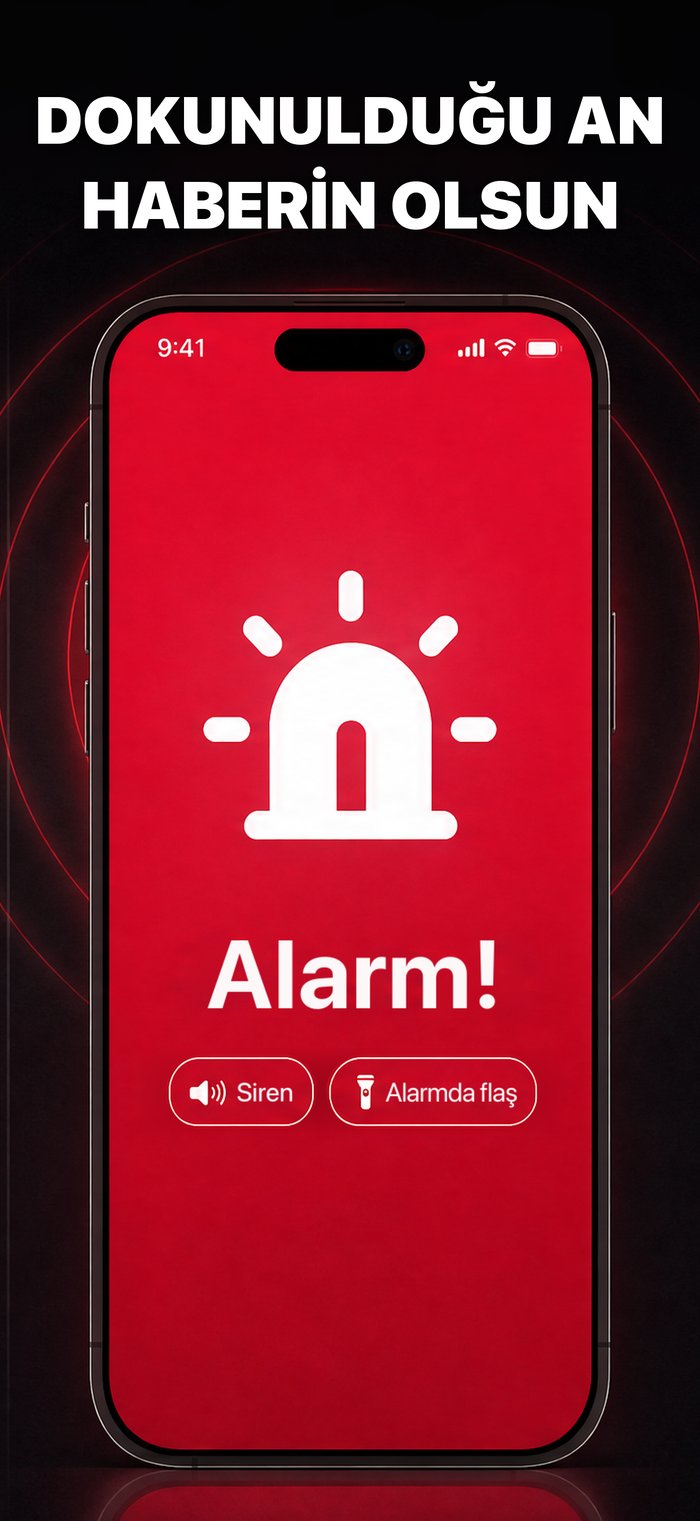 DOKUNULDUĞU AN
HABERİN OLSUN
9:41
Alarm!
Siren
Alarmda flaş